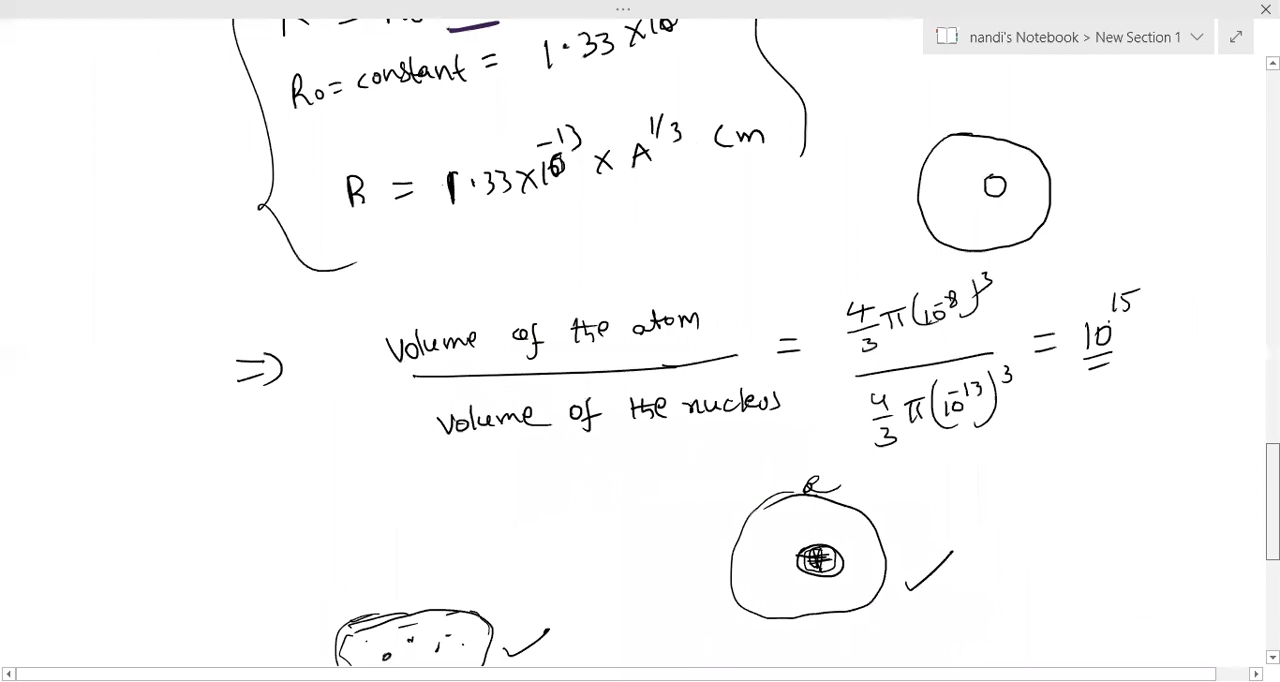 nandi's Notebook > New Section 1
R = R₀
R₀ = constant = 1.33 × 10
R = 1.33 × 10⁻¹³ × A^1/3 cm
⇒ Volume of the atom / Volume of the nucleus = 4/3 π (10⁻⁸)³ / 4/3 π (10⁻¹³)³ = 10¹⁵